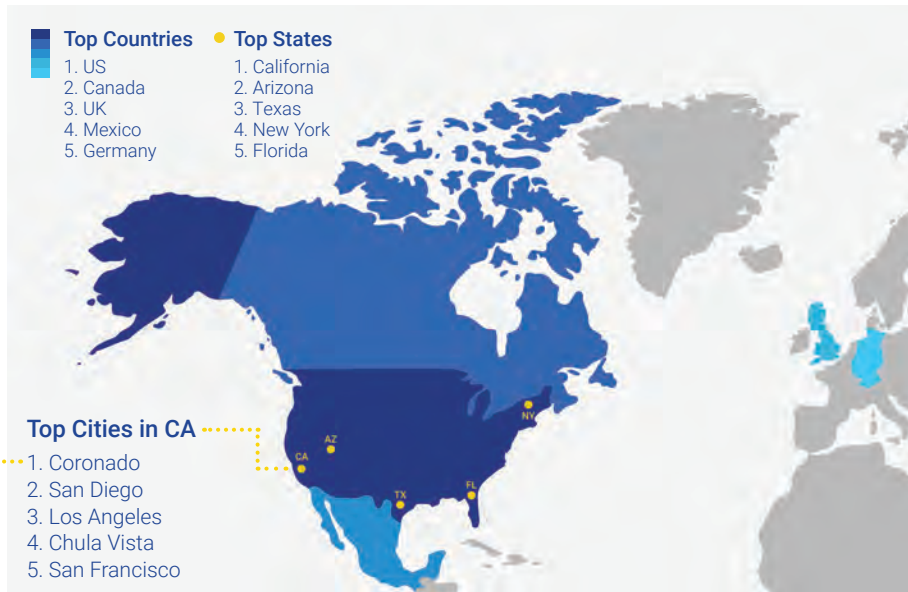 Top Countries
1. US
2. Canada
3. UK
4. Mexico
5. Germany
Top States
1. California
2. Arizona
3. Texas
4. New York
5. Florida
NY
AZ
CA
TX
FL
Top Cities in CA
1. Coronado
2. San Diego
3. Los Angeles
4. Chula Vista
5. San Francisco